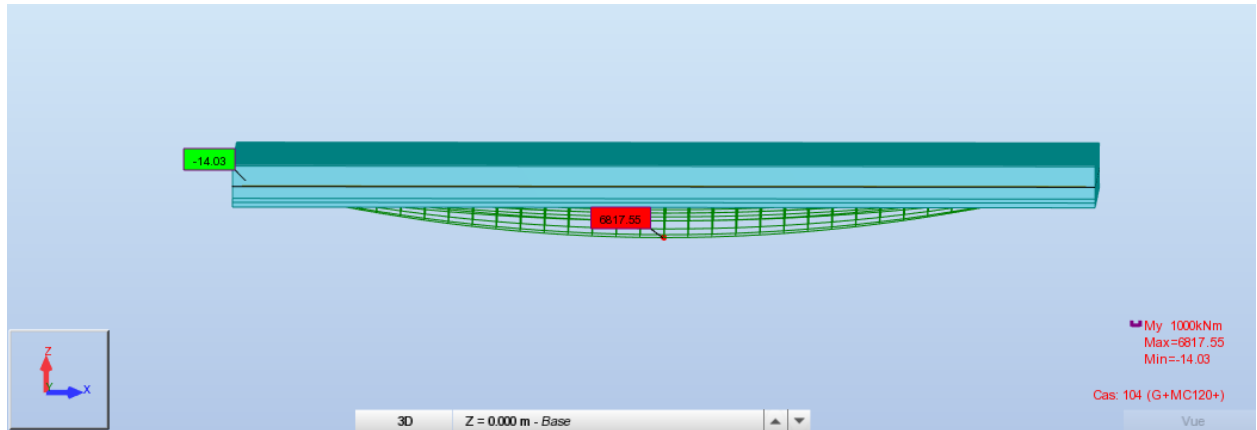 -14.03
6817.55
My 1000kNm
Max=6817.55
Min=-14.03
Cas: 104 (G+MC120+)
Z
Y
X
3D Z = 0.000 m - Base
Vue